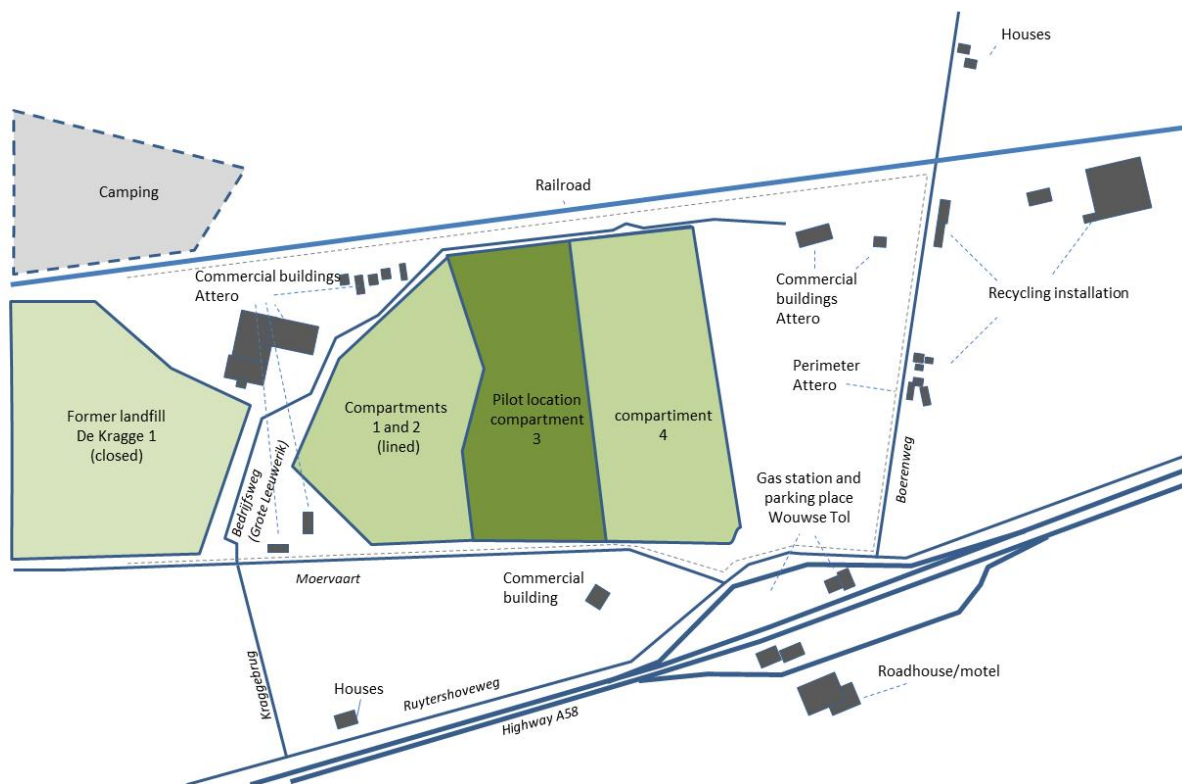 Houses
Camping
Railroad
Commercial buildings
Attero
Commercial
buildings
Attero
Recycling installation
Perimeter
Attero
Former landfill
De Kragge 1
(closed)
Compartments
1 and 2
(lined)
Pilot location
compartment
3
compartiment
4
Bedrijfsweg
(Grote Leeuwerik)
Boerenweg
Gas station and
parking place
Wouwse Tol
Moervaart
Commercial
building
Kraggebrug
Houses
Ruytershoveweg
Highway A58
Roadhouse/motel